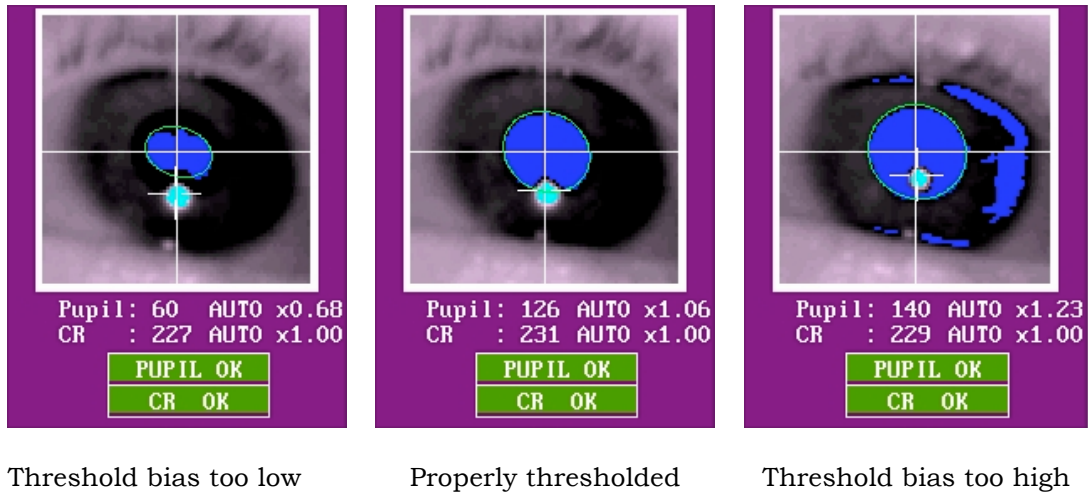 Pupil: 60 AUTO x0.68
CR : 227 AUTO x1.00
PUPIL OK
CR OK
Pupil: 126 AUTO x1.06
CR : 231 AUTO x1.00
PUPIL OK
CR OK
Pupil: 140 AUTO x1.23
CR : 229 AUTO x1.00
PUPIL OK
CR OK
Threshold bias too low
Properly thresholded
Threshold bias too high